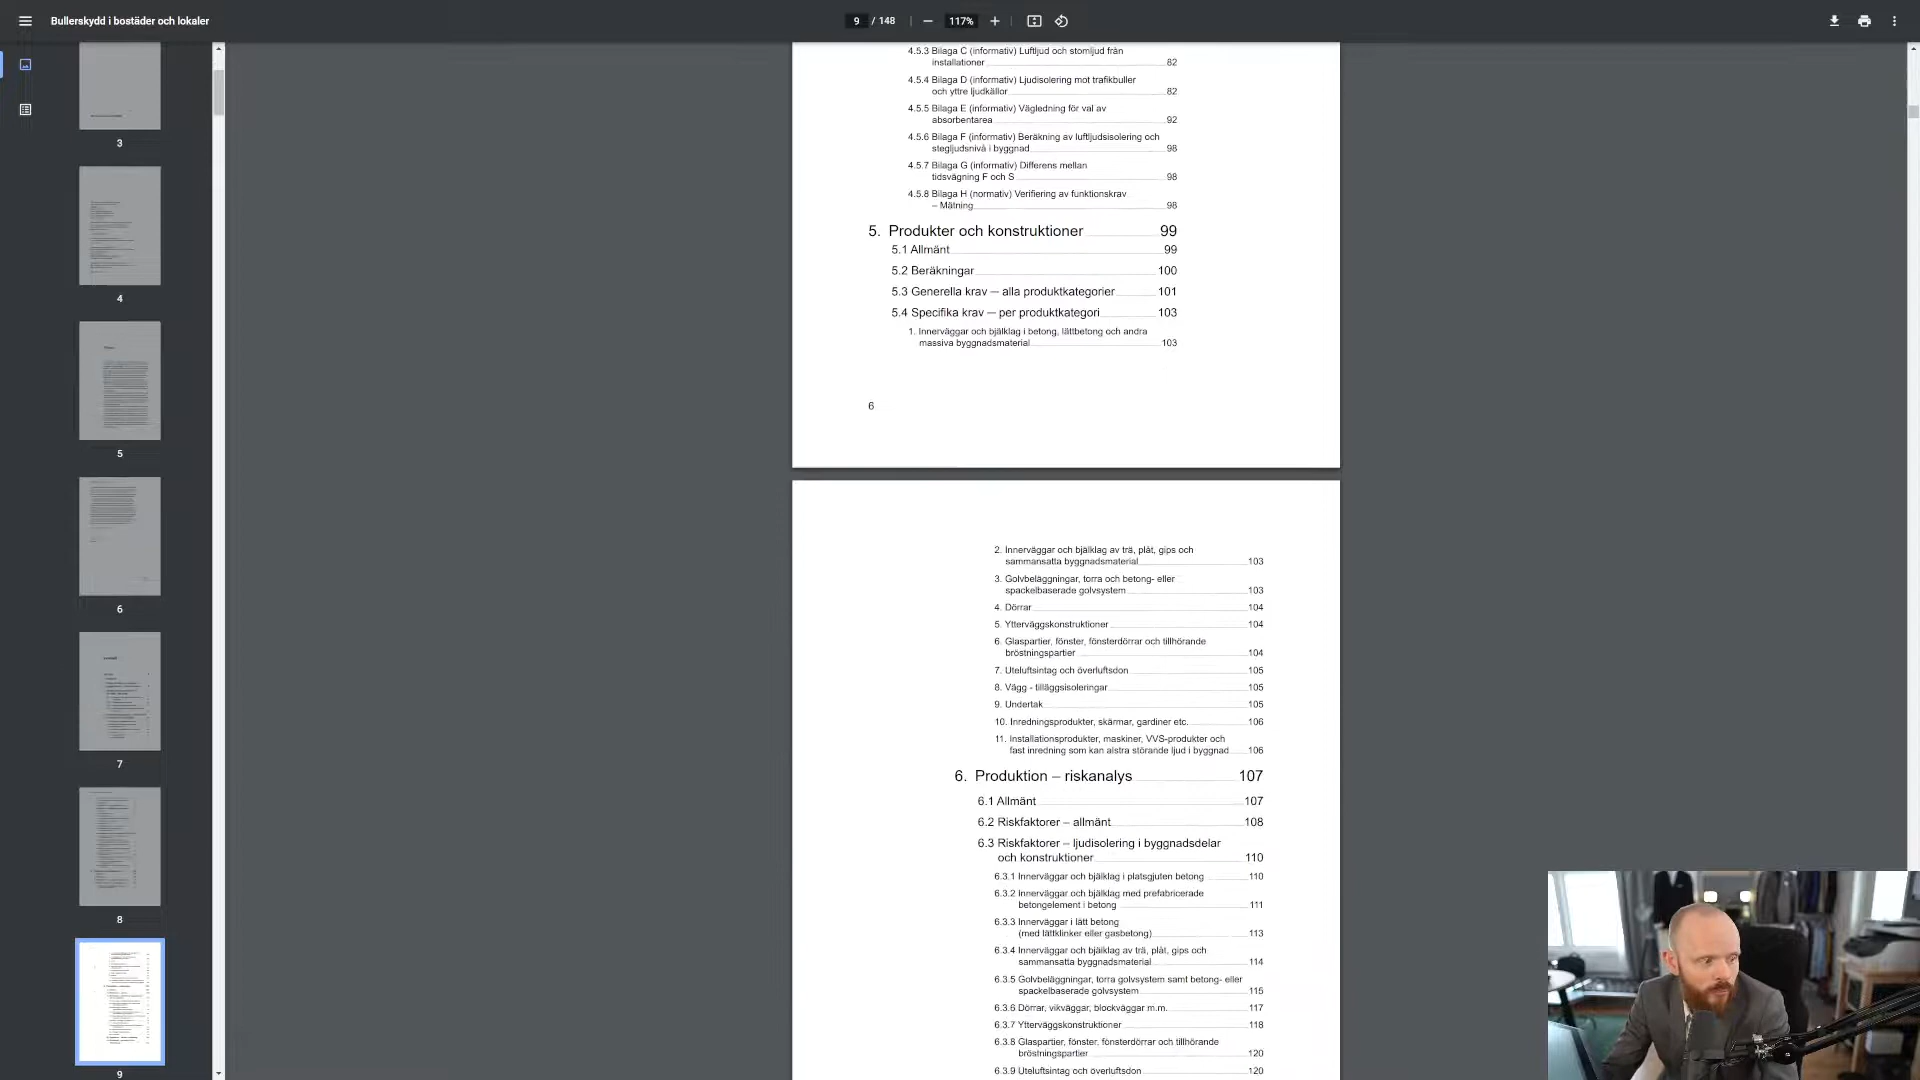 Bullerskydd i bostäder och lokaler
9 / 148
117%
3
4
5
6
7
8
9
4.5.3 Bilaga C (informativ) Luftljud och stomljud från
installationer 82
4.5.4 Bilaga D (informativ) Ljudisolering mot trafikbuller
och yttre ljudkällor 82
4.5.5 Bilaga E (informativ) Vägledning för val av
absorbentarea 92
4.5.6 Bilaga F (informativ) Beräkning av luftljudsisolering och
stegljudsnivå i byggnad 98
4.5.7 Bilaga G (informativ) Differens mellan
tidsvägning F och S 98
4.5.8 Bilaga H (normativ) Verifiering av funktionskrav
– Mätning 98
5. Produkter och konstruktioner 99
5.1 Allmänt 99
5.2 Beräkningar 100
5.3 Generella krav — alla produktkategorier 101
5.4 Specifika krav — per produktkategori 103
1. Innerväggar och bjälklag i betong, lättbetong och andra
massiva byggnadsmaterial 103
6
2. Innerväggar och bjälklag av trä, plåt, gips och
sammansatta byggnadsmaterial 103
3. Golvbeläggningar, torra och betong- eller
spackelbaserade golvsystem 103
4. Dörrar 104
5. Ytterväggskonstruktioner 104
6. Glaspartier, fönster, fönsterdörrar och tillhörande
bröstningspartier 104
7. Uteluftsintag och överluftsdon 105
8. Vägg - tilläggsisoleringar 105
9. Undertak 105
10. Inredningsprodukter, skärmar, gardiner etc. 106
11. Installationsprodukter, maskiner, VVS-produkter och
fast inredning som kan alstra störande ljud i byggnad 106
6. Produktion – riskanalys 107
6.1 Allmänt 107
6.2 Riskfaktorer – allmänt 108
6.3 Riskfaktorer – ljudisolering i byggnadsdelar
och konstruktioner 110
6.3.1 Innerväggar och bjälklag i platsgjuten betong 110
6.3.2 Innerväggar och bjälklag med prefabricerade
betongelement i betong 111
6.3.3 Innerväggar i lätt betong
(med lättklinker eller gasbetong) 113
6.3.4 Innerväggar och bjälklag av trä, plåt, gips och
sammansatta byggnadsmaterial 114
6.3.5 Golvbeläggningar, torra golvsystem samt betong- eller
spackelbaserade golvsystem 115
6.3.6 Dörrar, vikväggar, blockväggar m.m. 117
6.3.7 Ytterväggskonstruktioner 118
6.3.8 Glaspartier, fönster, fönsterdörrar och tillhörande
bröstningspartier 120
6.3.9 Uteluftsintag och överluftsdon 120